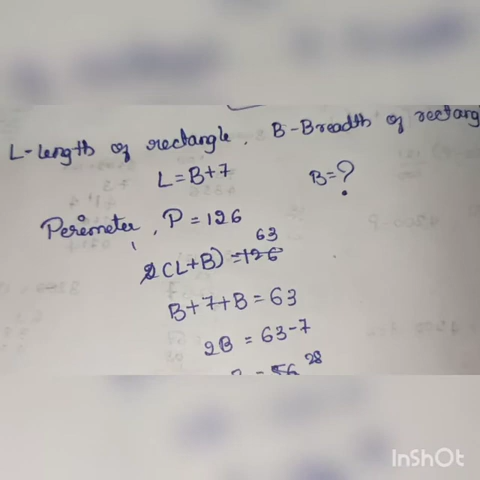 L-length of rectangle, B-Breadth of rectang
L=B+7 B=?
Perimeter, P=126
2(L+B)=126 63
B+7+B=63
2B=63-7
56 28
InShOt